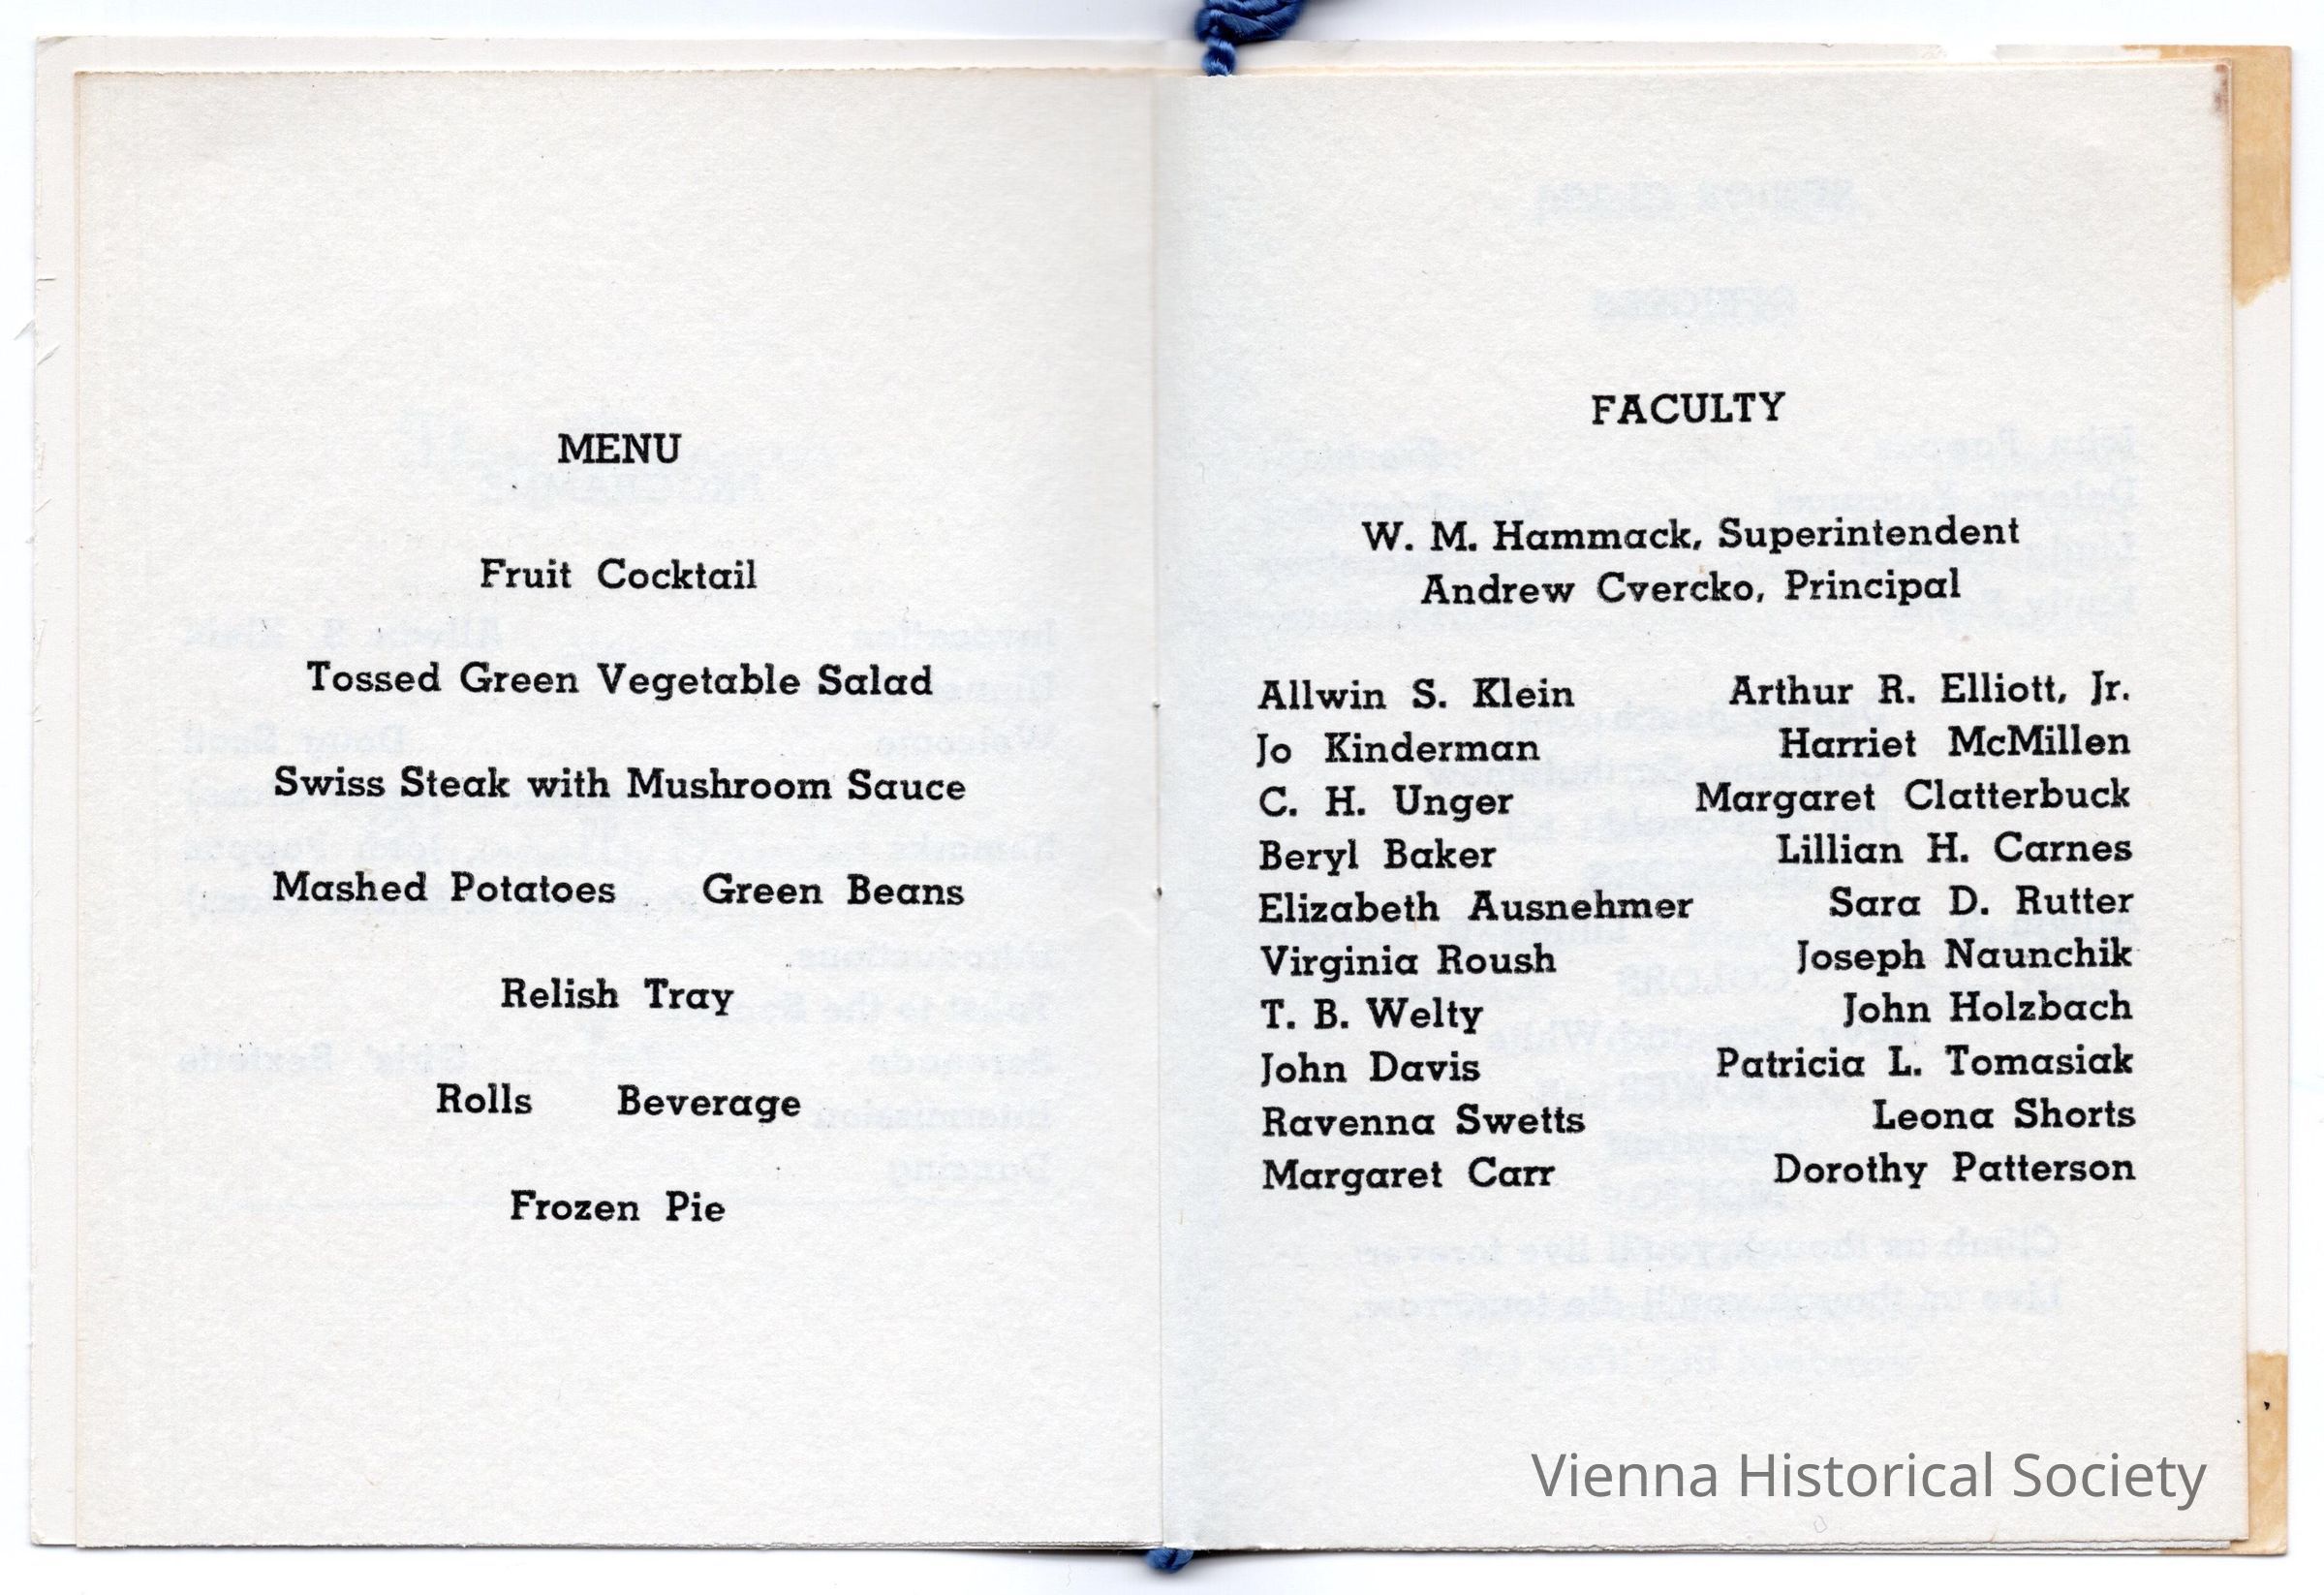 MENU
Fruit Cocktail
Tossed Green Vegetable Salad
Swiss Steak with Mushroom Sauce
Mashed Potatoes Green Beans
Relish Tray
Rolls Beverage
Frozen Pie
FACULTY
W. M. Hammack, Superintendent
Andrew Cvercko, Principal
Allwin S. Klein Arthur R. Elliott, Jr.
Jo Kinderman Harriet McMillen
C. H. Unger Margaret Clatterbuck
Beryl Baker Lillian H. Carnes
Elizabeth Ausnehmer Sara D. Rutter
Virginia Roush Joseph Naunchik
T. B. Welty John Holzbach
John Davis Patricia L. Tomasiak
Ravenna Swetts Leona Shorts
Margaret Carr Dorothy Patterson
Vienna Historical Society